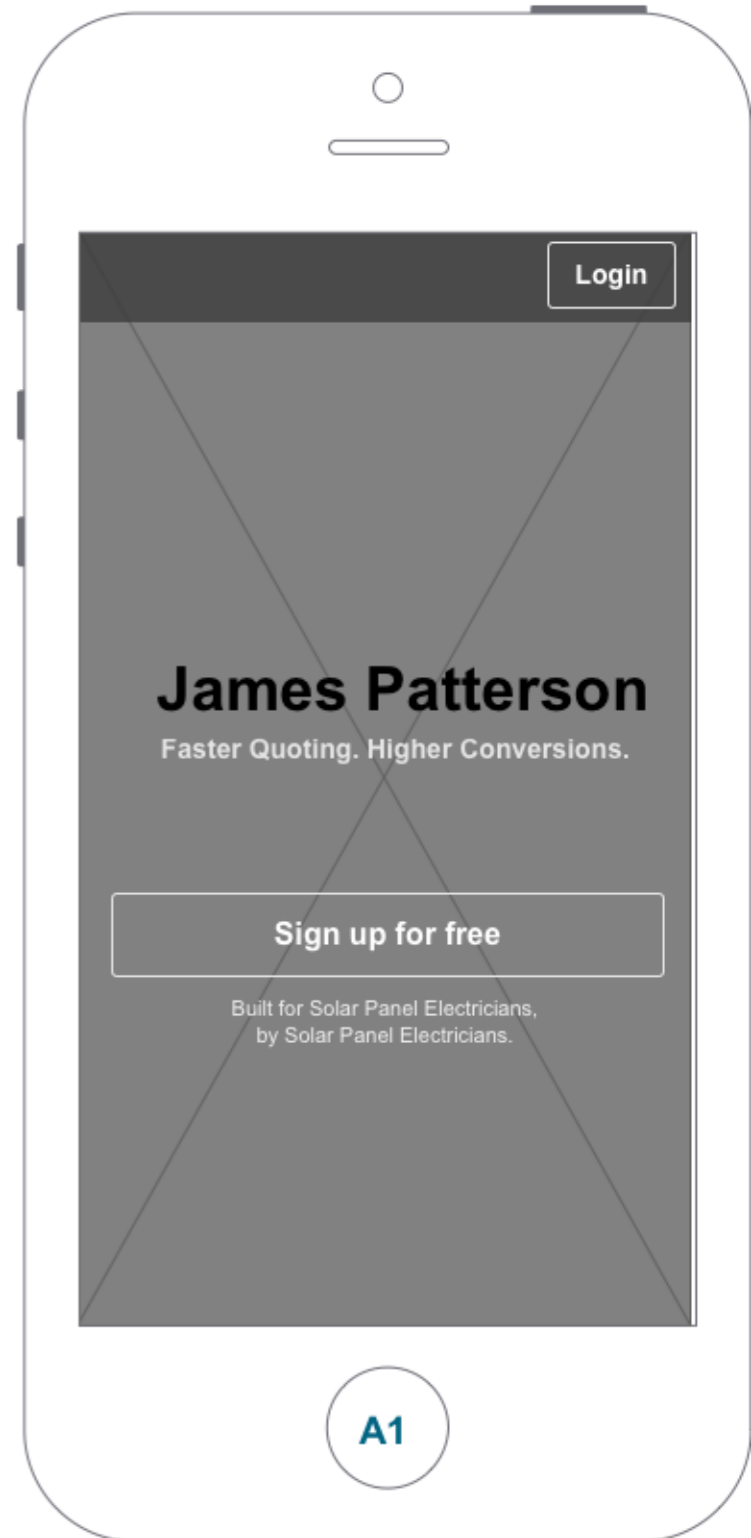 Login
James Patterson
Faster Quoting. Higher Conversions.
Sign up for free
Built for Solar Panel Electricians,
by Solar Panel Electricians.
A1